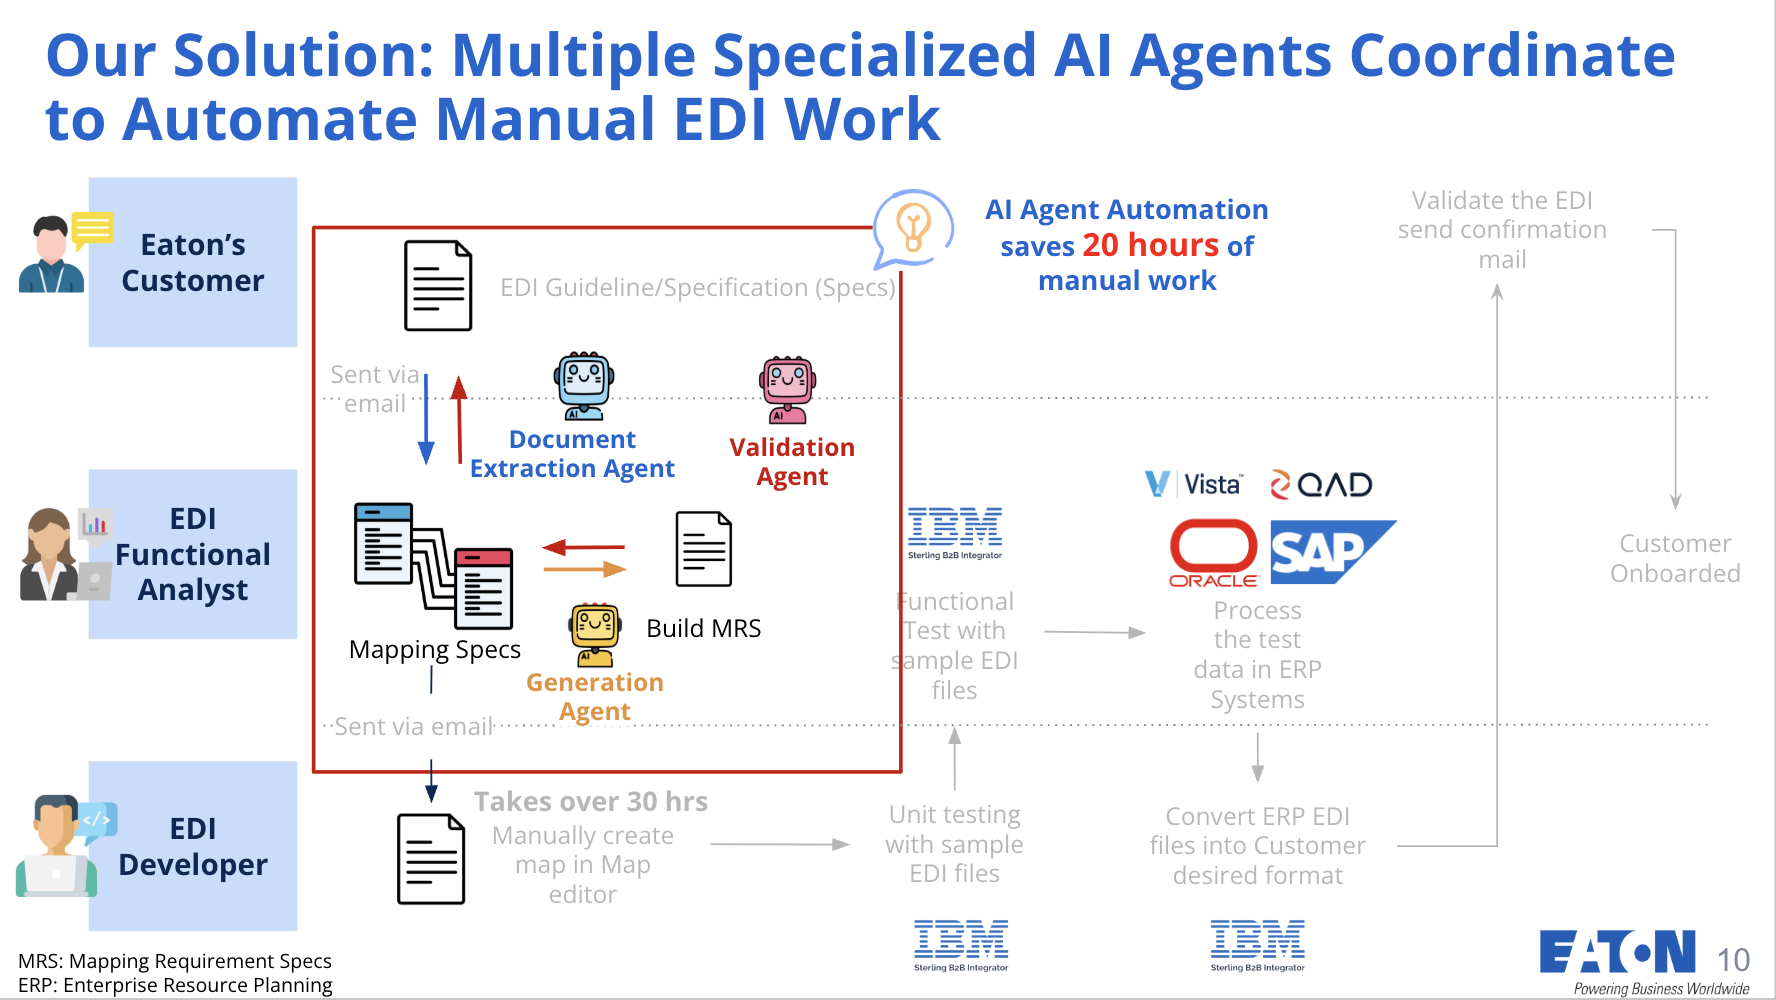 Our Solution: Multiple Specialized AI Agents Coordinate
to Automate Manual EDI Work
Eaton's
Customer
EDI Guideline/Specification (Specs)
AI Agent Automation
saves 20 hours of
manual work
Validate the EDI
send confirmation
mail
Sent via
email
Document
Extraction Agent
Validation
Agent
AI
AI
EDI
Functional
Analyst
Mapping Specs
Build MRS
AI
Generation
Agent
IBM
Sterling B2B Integrator
Functional
Test with
sample EDI
files
Vista™
QAD
ORACLE
SAP
Process
the test
data in ERP
Systems
Customer
Onboarded
Sent via email
EDI
Developer
</>
Takes over 30 hrs
Manually create
map in Map
editor
Unit testing
with sample
EDI files
IBM
Sterling B2B Integrator
Convert ERP EDI
files into Customer
desired format
IBM
Sterling B2B Integrator
MRS: Mapping Requirement Specs
ERP: Enterprise Resource Planning
EATON
Powering Business Worldwide
10